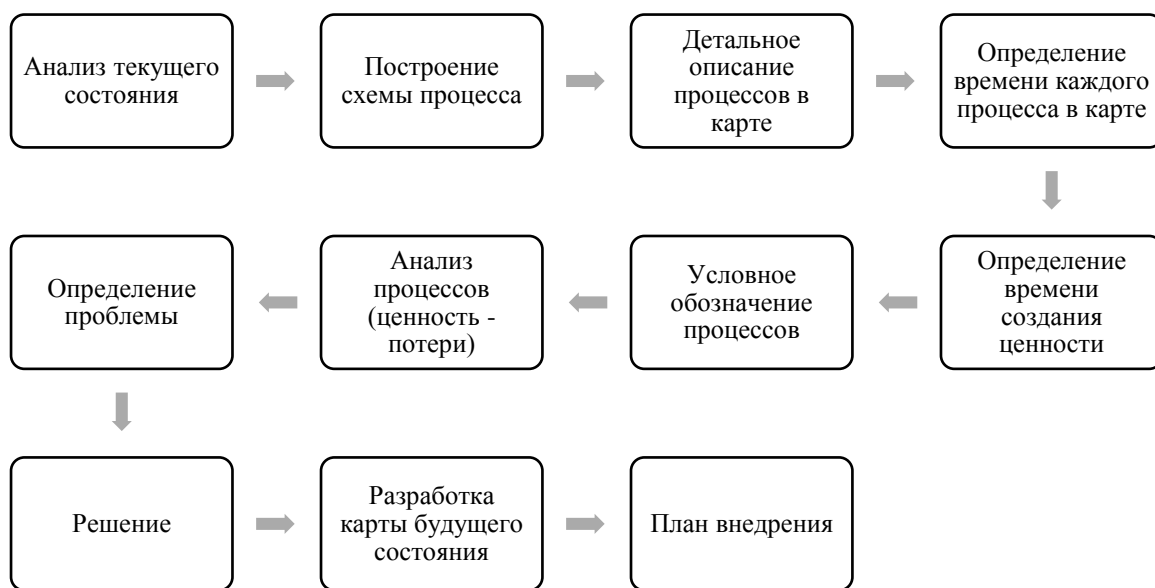 Анализ текущего
состояния
Построение
схемы процесса
Детальное
описание
процессов в
карте
Определение
времени каждого
процесса в карте
Определение
времени
создания
ценности
Условное
обозначение
процессов
Анализ
процессов
(ценность -
потери)
Определение
проблемы
Решение
Разработка
карты будущего
состояния
План внедрения